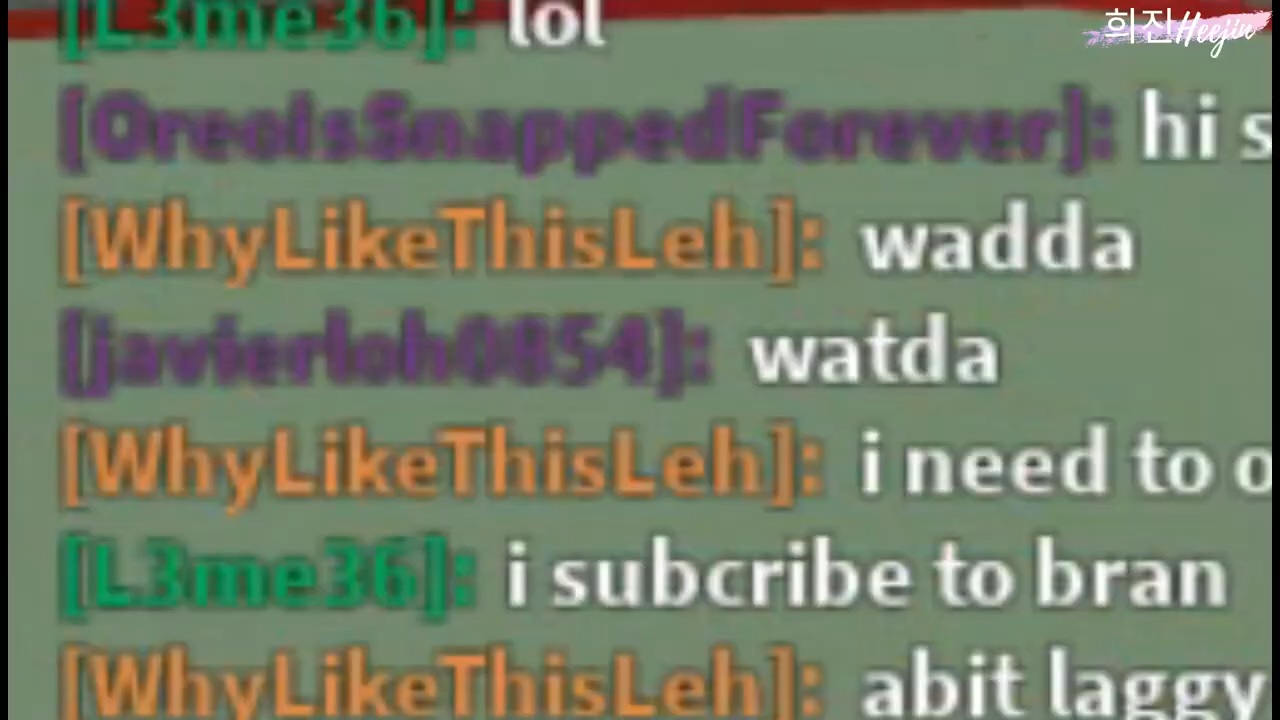 [L3me36]: lol
희진Heejin
[OreoIsSnappedForever]: hi s
[WhyLikeThisLeh]: wadda
[javierloh0854]: watda
[WhyLikeThisLeh]: i need to o
[L3me36]: i subcribe to bran
[WhyLikeThisLeh]: abit laggy